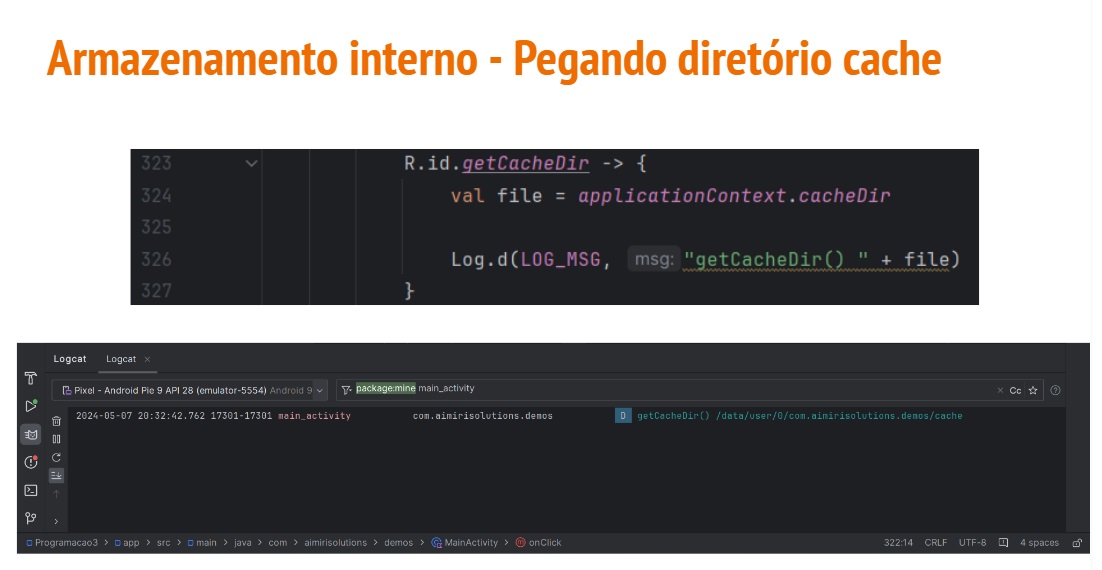 Armazenamento interno - Pegando diretório cache
323 R.id.getCacheDir -> {
324 val file = applicationContext.cacheDir
325
326 Log.d(LOG_MSG, msg: "getCacheDir() " + file)
327 }
Logcat Logcat ×
Pixel - Android Pie 9 API 28 (emulator-5554) Android 9 package:mine main_activity × Cc
2024-05-07 20:32:42.762 17301-17301 main_activity com.aimirisolutions.demos D getCacheDir() /data/user/0/com.aimirisolutions.demos/cache
Programacao3 > app > src > main > java > com > aimirisolutions > demos > MainActivity > onClick 322:14 CRLF UTF-8 4 spaces